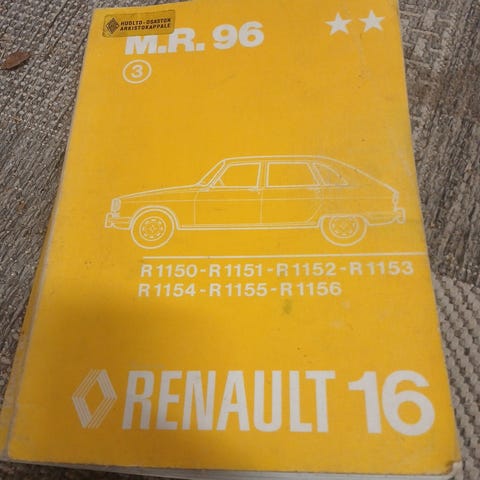 HUOLTO-OSASTON
ARKISTOKAPPALE
M.R. 96
3
R1150-R1151-R1152-R1153
R1154-R1155-R1156
RENAULT 16